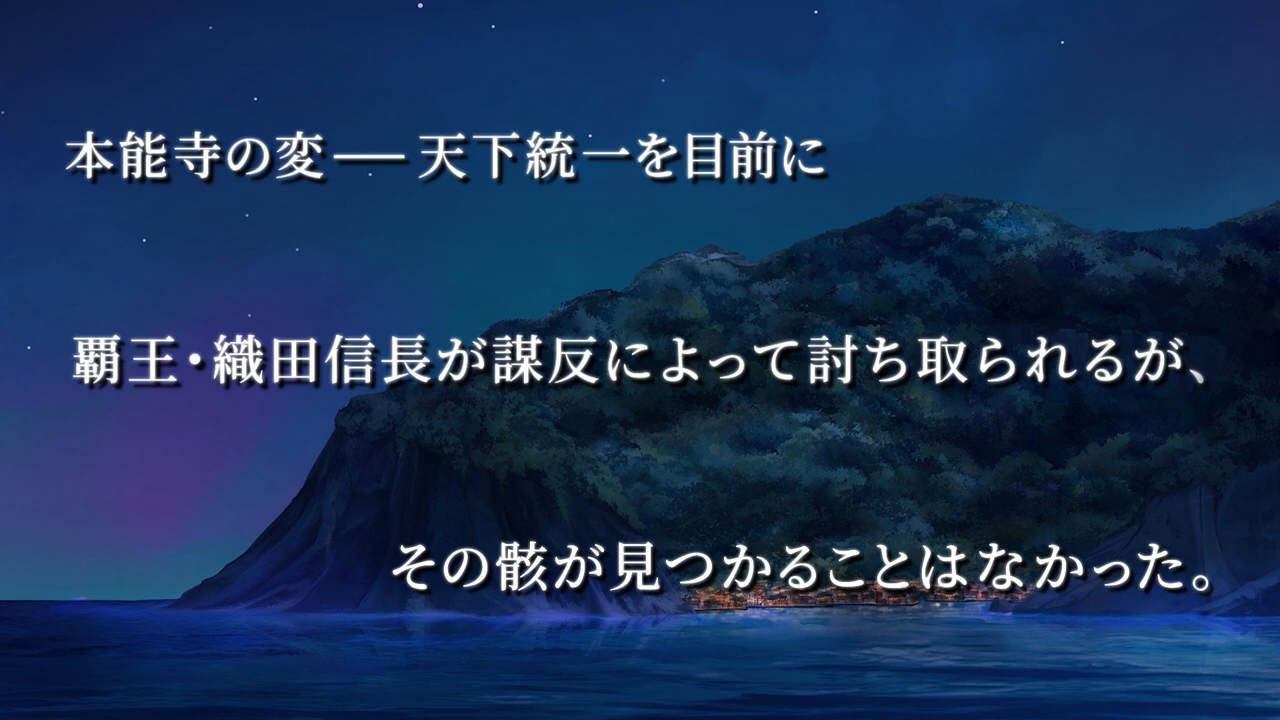 本能寺の変── 天下統一を目前に
覇王・織田信長が謀反によって討ち取られるが、
その骸が見つかることはなかった。